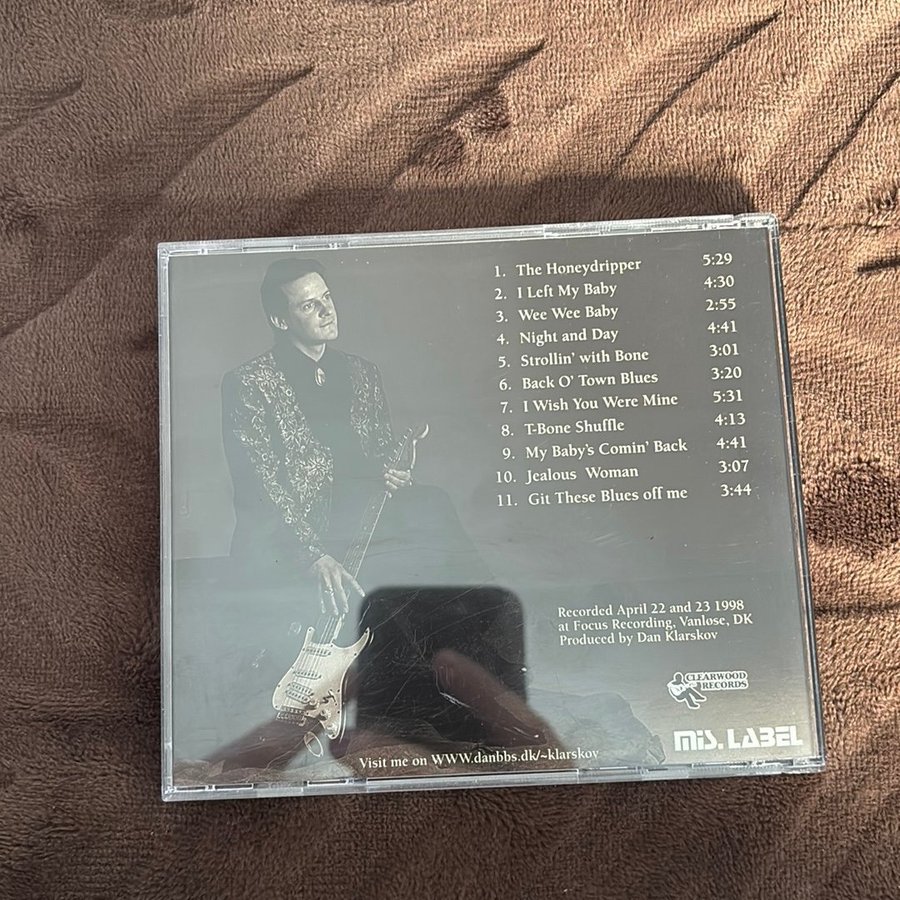 1. The Honeydripper 5:29
2. I Left My Baby 4:30
3. Wee Wee Baby 2:55
4. Night and Day 4:41
5. Strollin' with Bone 3:01
6. Back O' Town Blues 3:20
7. I Wish You Were Mine 5:31
8. T-Bone Shuffle 4:13
9. My Baby's Comin' Back 4:41
10. Jealous Woman 3:07
11. Git These Blues off me 3:44
Recorded April 22 and 23 1998
at Focus Recording, Vanløse, DK
Produced by Dan Klarskov
CLEARWOOD
RECORDS
MIS. LABEL
Visit me on WWW.danbbs.dk/~klarskov